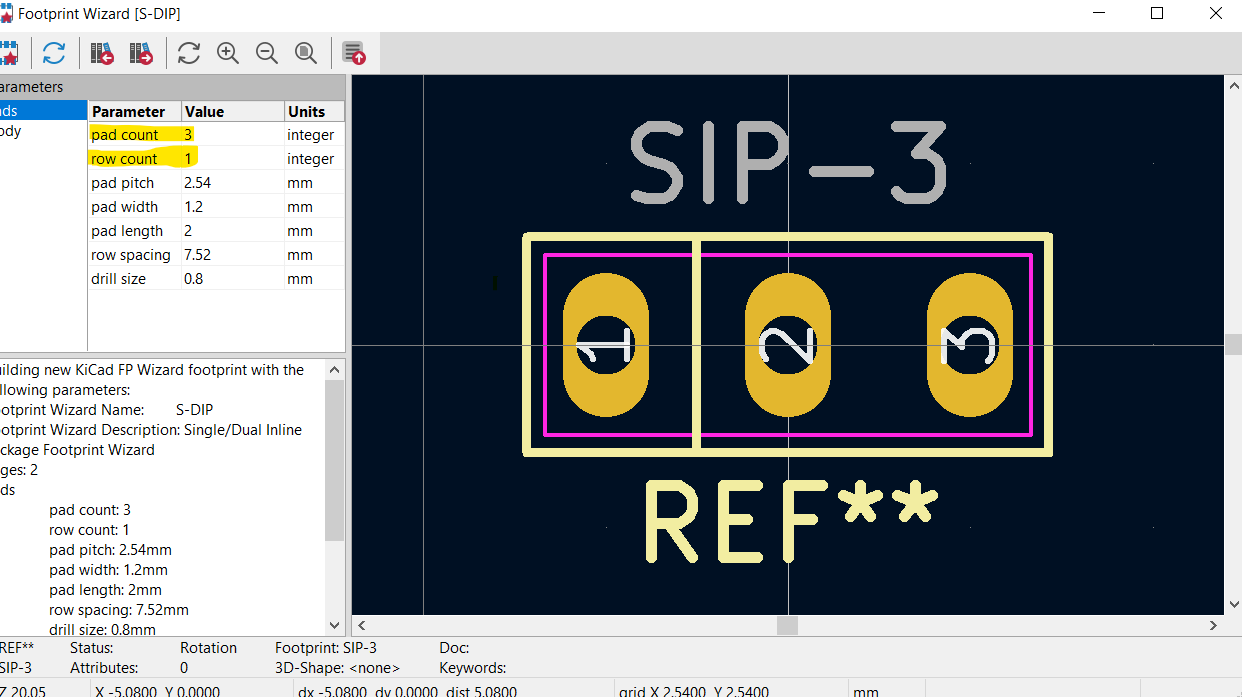 Footprint Wizard [S-DIP]
arameters
ds
ody
Parameter Value Units
pad count 3 integer
row count 1 integer
pad pitch 2.54 mm
pad width 1.2 mm
pad length 2 mm
row spacing 7.52 mm
drill size 0.8 mm
SIP-3
1 2 3
REF**
uilding new KiCad FP Wizard footprint with the
llowing parameters:
ootprint Wizard Name: S-DIP
ootprint Wizard Description: Single/Dual Inline
ckage Footprint Wizard
ges: 2
ds
pad count: 3
row count: 1
pad pitch: 2.54mm
pad width: 1.2mm
pad length: 2mm
row spacing: 7.52mm
drill size: 0.8mm
REF** Status: Rotation Footprint: SIP-3 Doc:
SIP-3 Attributes: 0 3D-Shape: <none> Keywords:
Z 20.05 X -5.0800 Y 0.0000 dx -5.0800 dy 0.0000 dist 5.0800 grid X 2.5400 Y 2.5400 mm